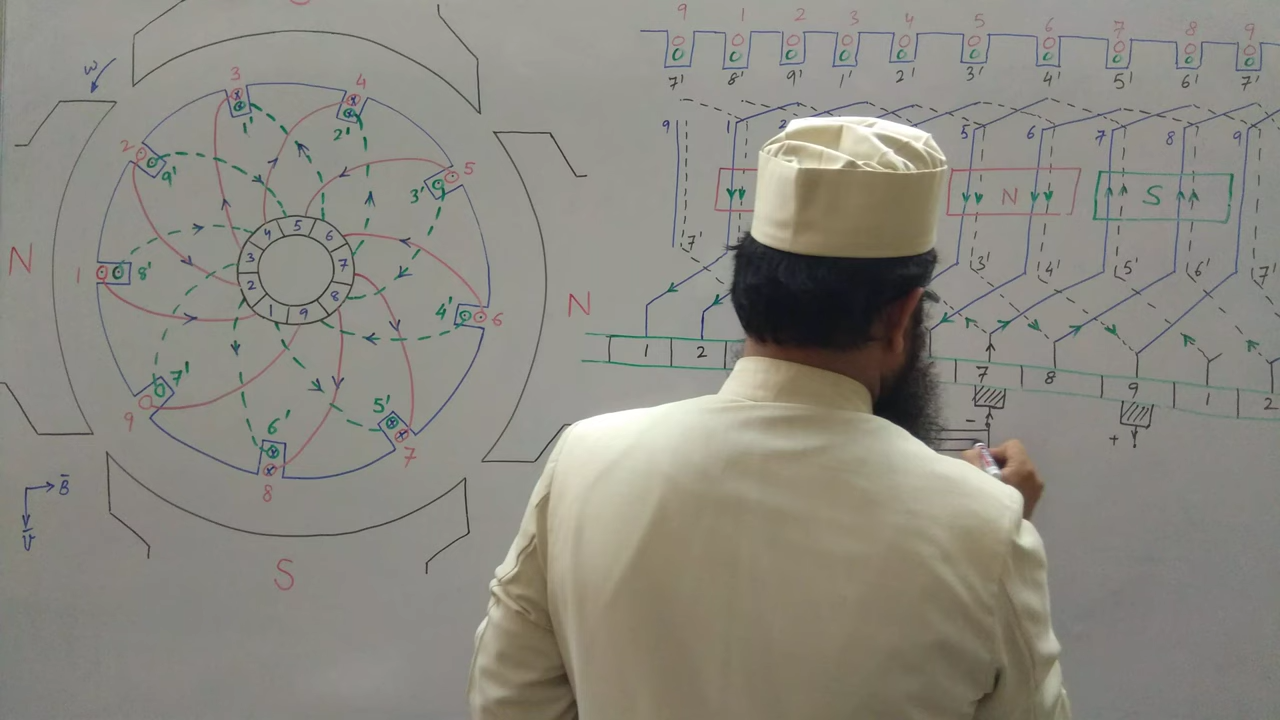 S
ω
3 4
1' 2'
2 9'
3' 5
4 5 6
3 7
2 8
1 9
N
1 8'
4' 6
N
7'
9
6' 5'
8 7
B̄
v̄
S
9 1 2 3 4 5 6 7 8 9
7' 8' 9' 1' 2' 3' 4' 5' 6' 7'
9 1 2 5 6 7 8 9
N S
7' 3' 4' 5' 6' 7'
1 2 7 8 9 1 2
- +